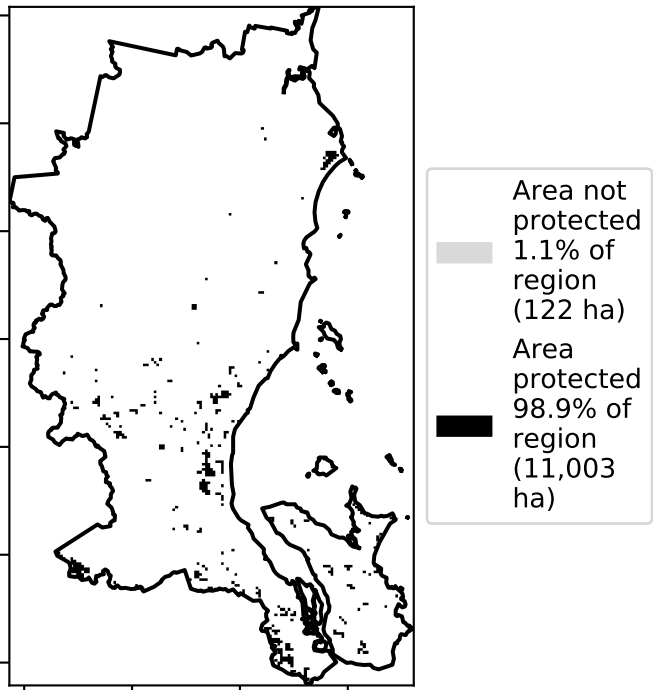 Area not
protected
1.1% of
region
(122 ha)
Area
protected
98.9% of
region
(11,003
ha)